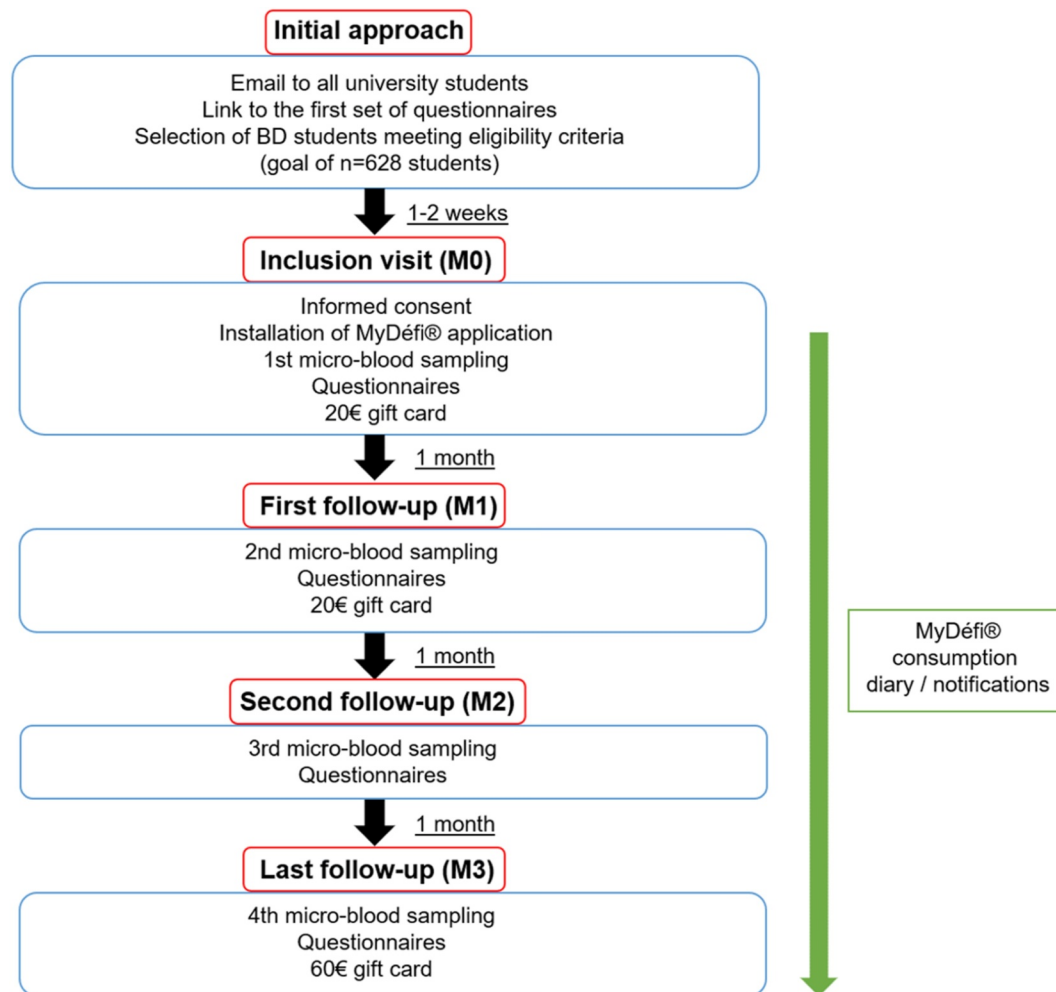 Initial approach
Email to all university students
Link to the first set of questionnaires
Selection of BD students meeting eligibility criteria
(goal of n=628 students)
1-2 weeks
Inclusion visit (M0)
Informed consent
Installation of MyDéfi® application
1st micro-blood sampling
Questionnaires
20€ gift card
1 month
First follow-up (M1)
2nd micro-blood sampling
Questionnaires
20€ gift card
1 month
Second follow-up (M2)
3rd micro-blood sampling
Questionnaires
1 month
Last follow-up (M3)
4th micro-blood sampling
Questionnaires
60€ gift card
MyDéfi®
consumption
diary / notifications